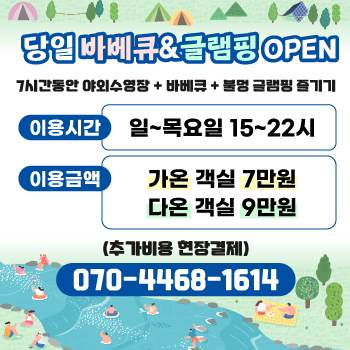 당일 바베큐&글램핑 OPEN
7시간동안 야외수영장 + 바베큐 + 불멍 글램핑 즐기기
이용시간
일~목요일 15~22시
이용금액
가온 객실 7만원
다온 객실 9만원
(추가비용 현장결제)
070-4468-1614